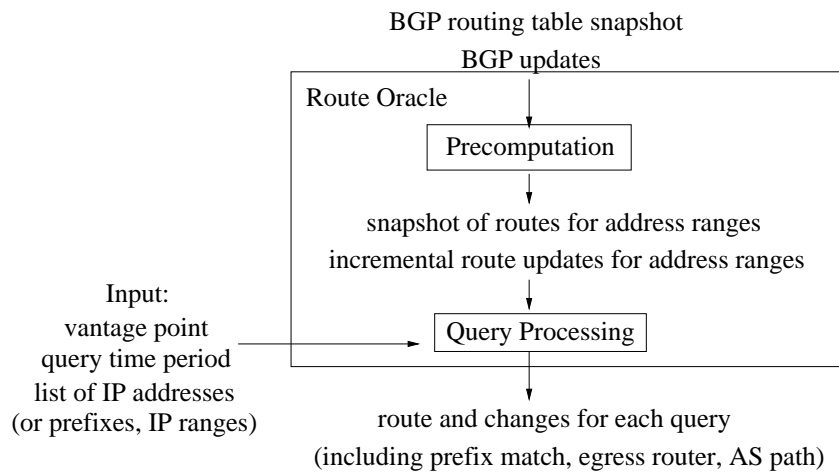 BGP routing table snapshot
BGP updates
Route Oracle
Precomputation
snapshot of routes for address ranges
incremental route updates for address ranges
Input:
vantage point
query time period
list of IP addresses
(or prefixes, IP ranges)
Query Processing
route and changes for each query
(including prefix match, egress router, AS path)